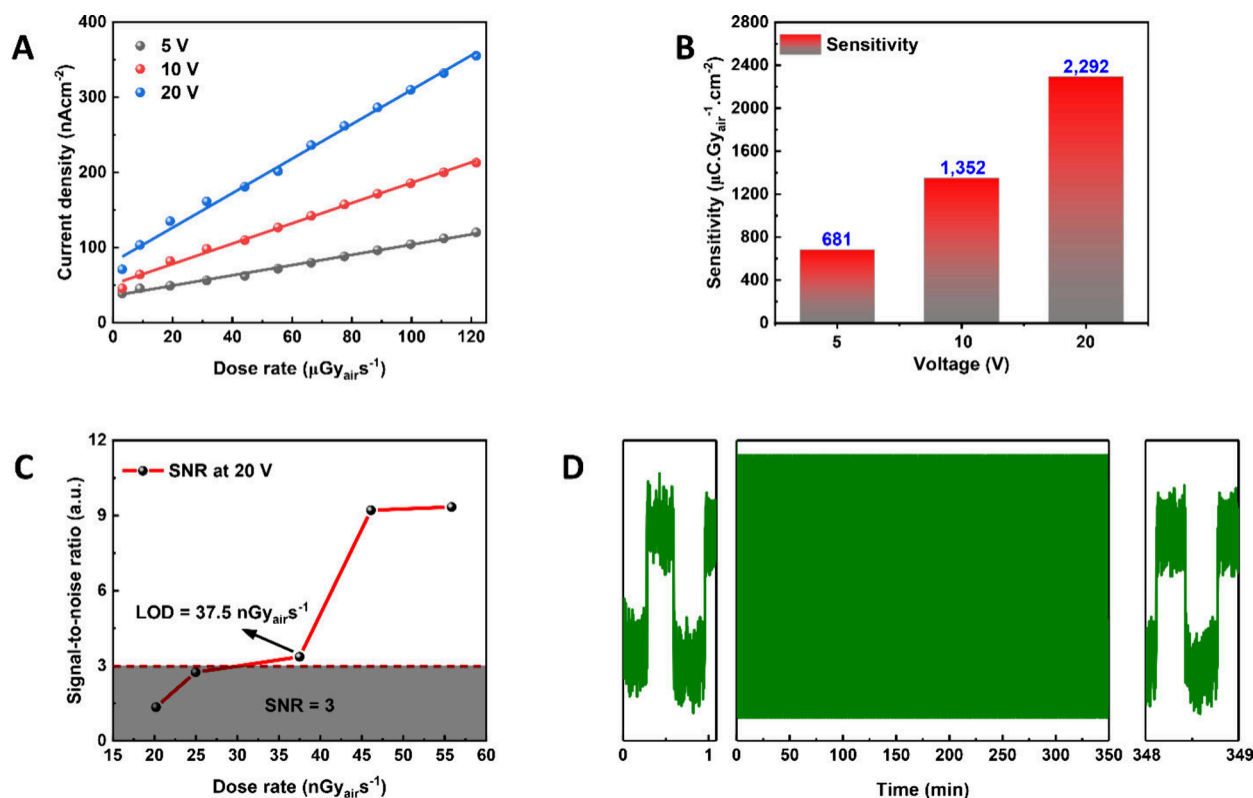 A
Current density (nAcm⁻²)
400
300
200
100
0
5 V
10 V
20 V
0 20 40 60 80 100 120
Dose rate (μGyairs⁻¹)
B
Sensitivity (μC.Gyair⁻¹.cm⁻²)
2800
2400
2000
1600
1200
800
400
0
Sensitivity
681
1,352
2,292
5 10 20
Voltage (V)
C
Signal-to-noise ratio (a.u.)
12
9
6
3
0
SNR at 20 V
LOD = 37.5 nGyairs⁻¹
SNR = 3
15 20 25 30 35 40 45 50 55 60
Dose rate (nGyairs⁻¹)
D
0 1
0 50 100 150 200 250 300 350
348 349
Time (min)